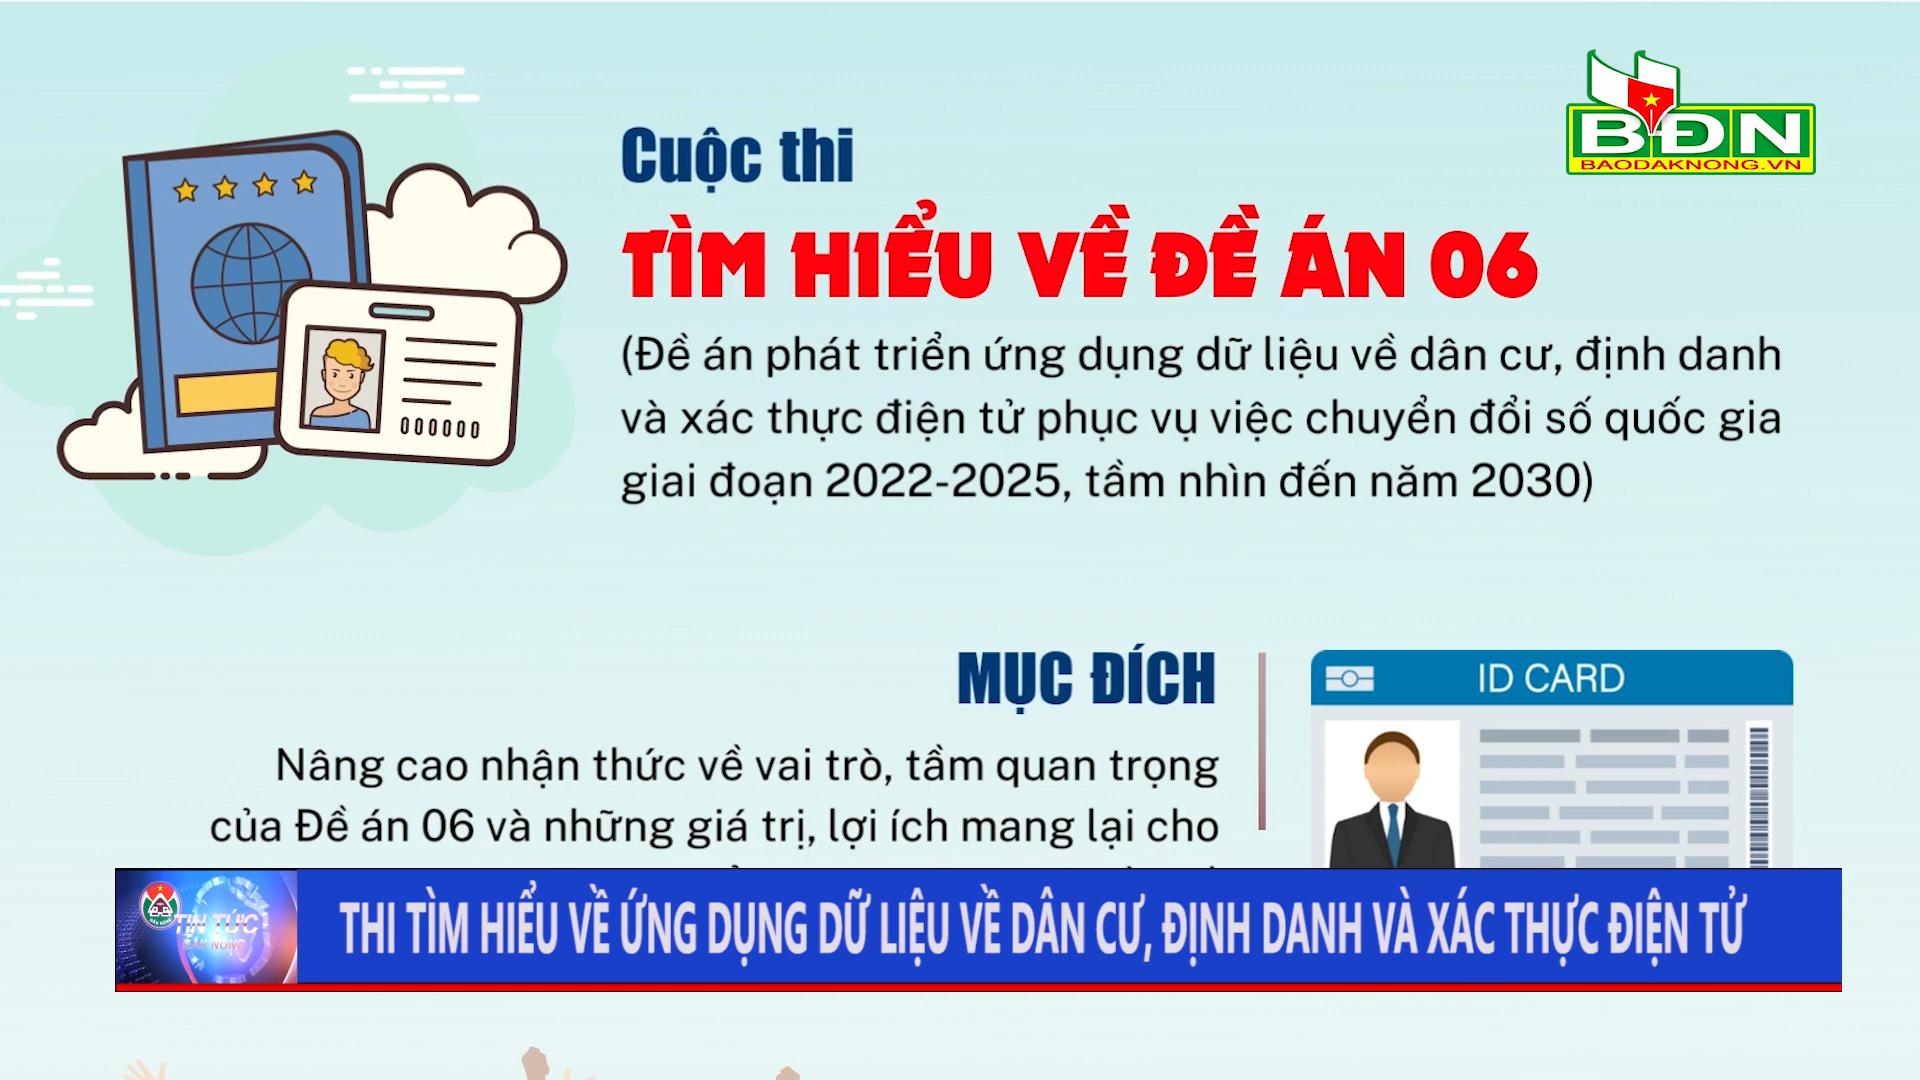 BĐN
BAODAKNONG.VN
Cuộc thi
TÌM HIỂU VỀ ĐỀ ÁN 06
(Đề án phát triển ứng dụng dữ liệu về dân cư, định danh
và xác thực điện tử phục vụ việc chuyển đổi số quốc gia
giai đoạn 2022-2025, tầm nhìn đến năm 2030)
000000
MỤC ĐÍCH
Nâng cao nhận thức về vai trò, tầm quan trọng
của Đề án 06 và những giá trị, lợi ích mang lại cho
ID CARD
TIN TỨC
ĐẮK NÔNG
THI TÌM HIỂU VỀ ỨNG DỤNG DỮ LIỆU VỀ DÂN CƯ, ĐỊNH DANH VÀ XÁC THỰC ĐIỆN TỬ